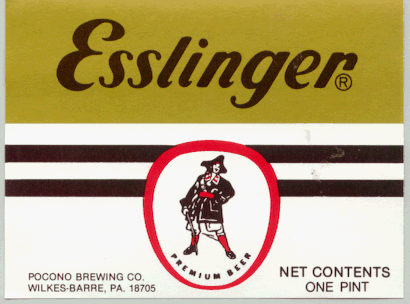 Esslinger®
PREMIUM BEER
POCONO BREWING CO.
WILKES-BARRE, PA. 18705
NET CONTENTS
ONE PINT